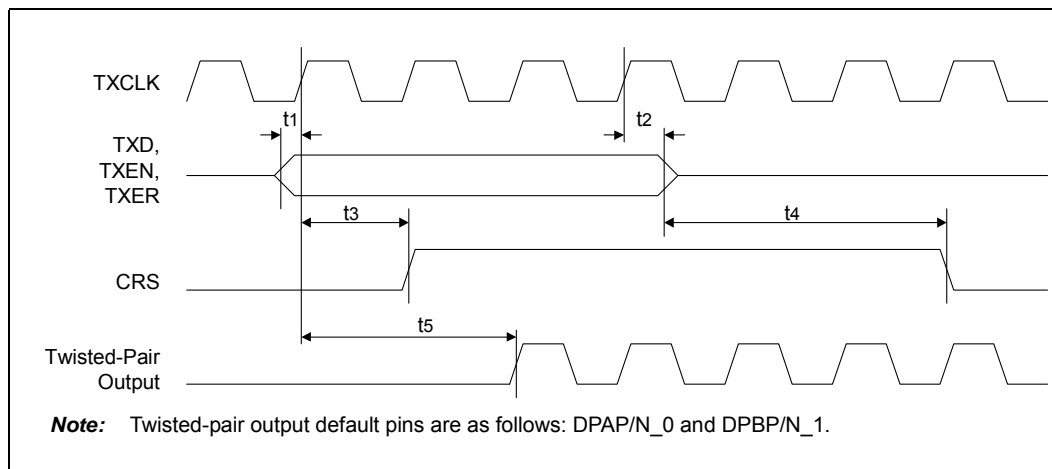 TXCLK
t1
t2
TXD,
TXEN,
TXER
t3
t4
CRS
t5
Twisted-Pair
Output
Note: Twisted-pair output default pins are as follows: DPAP/N_0 and DPBP/N_1.